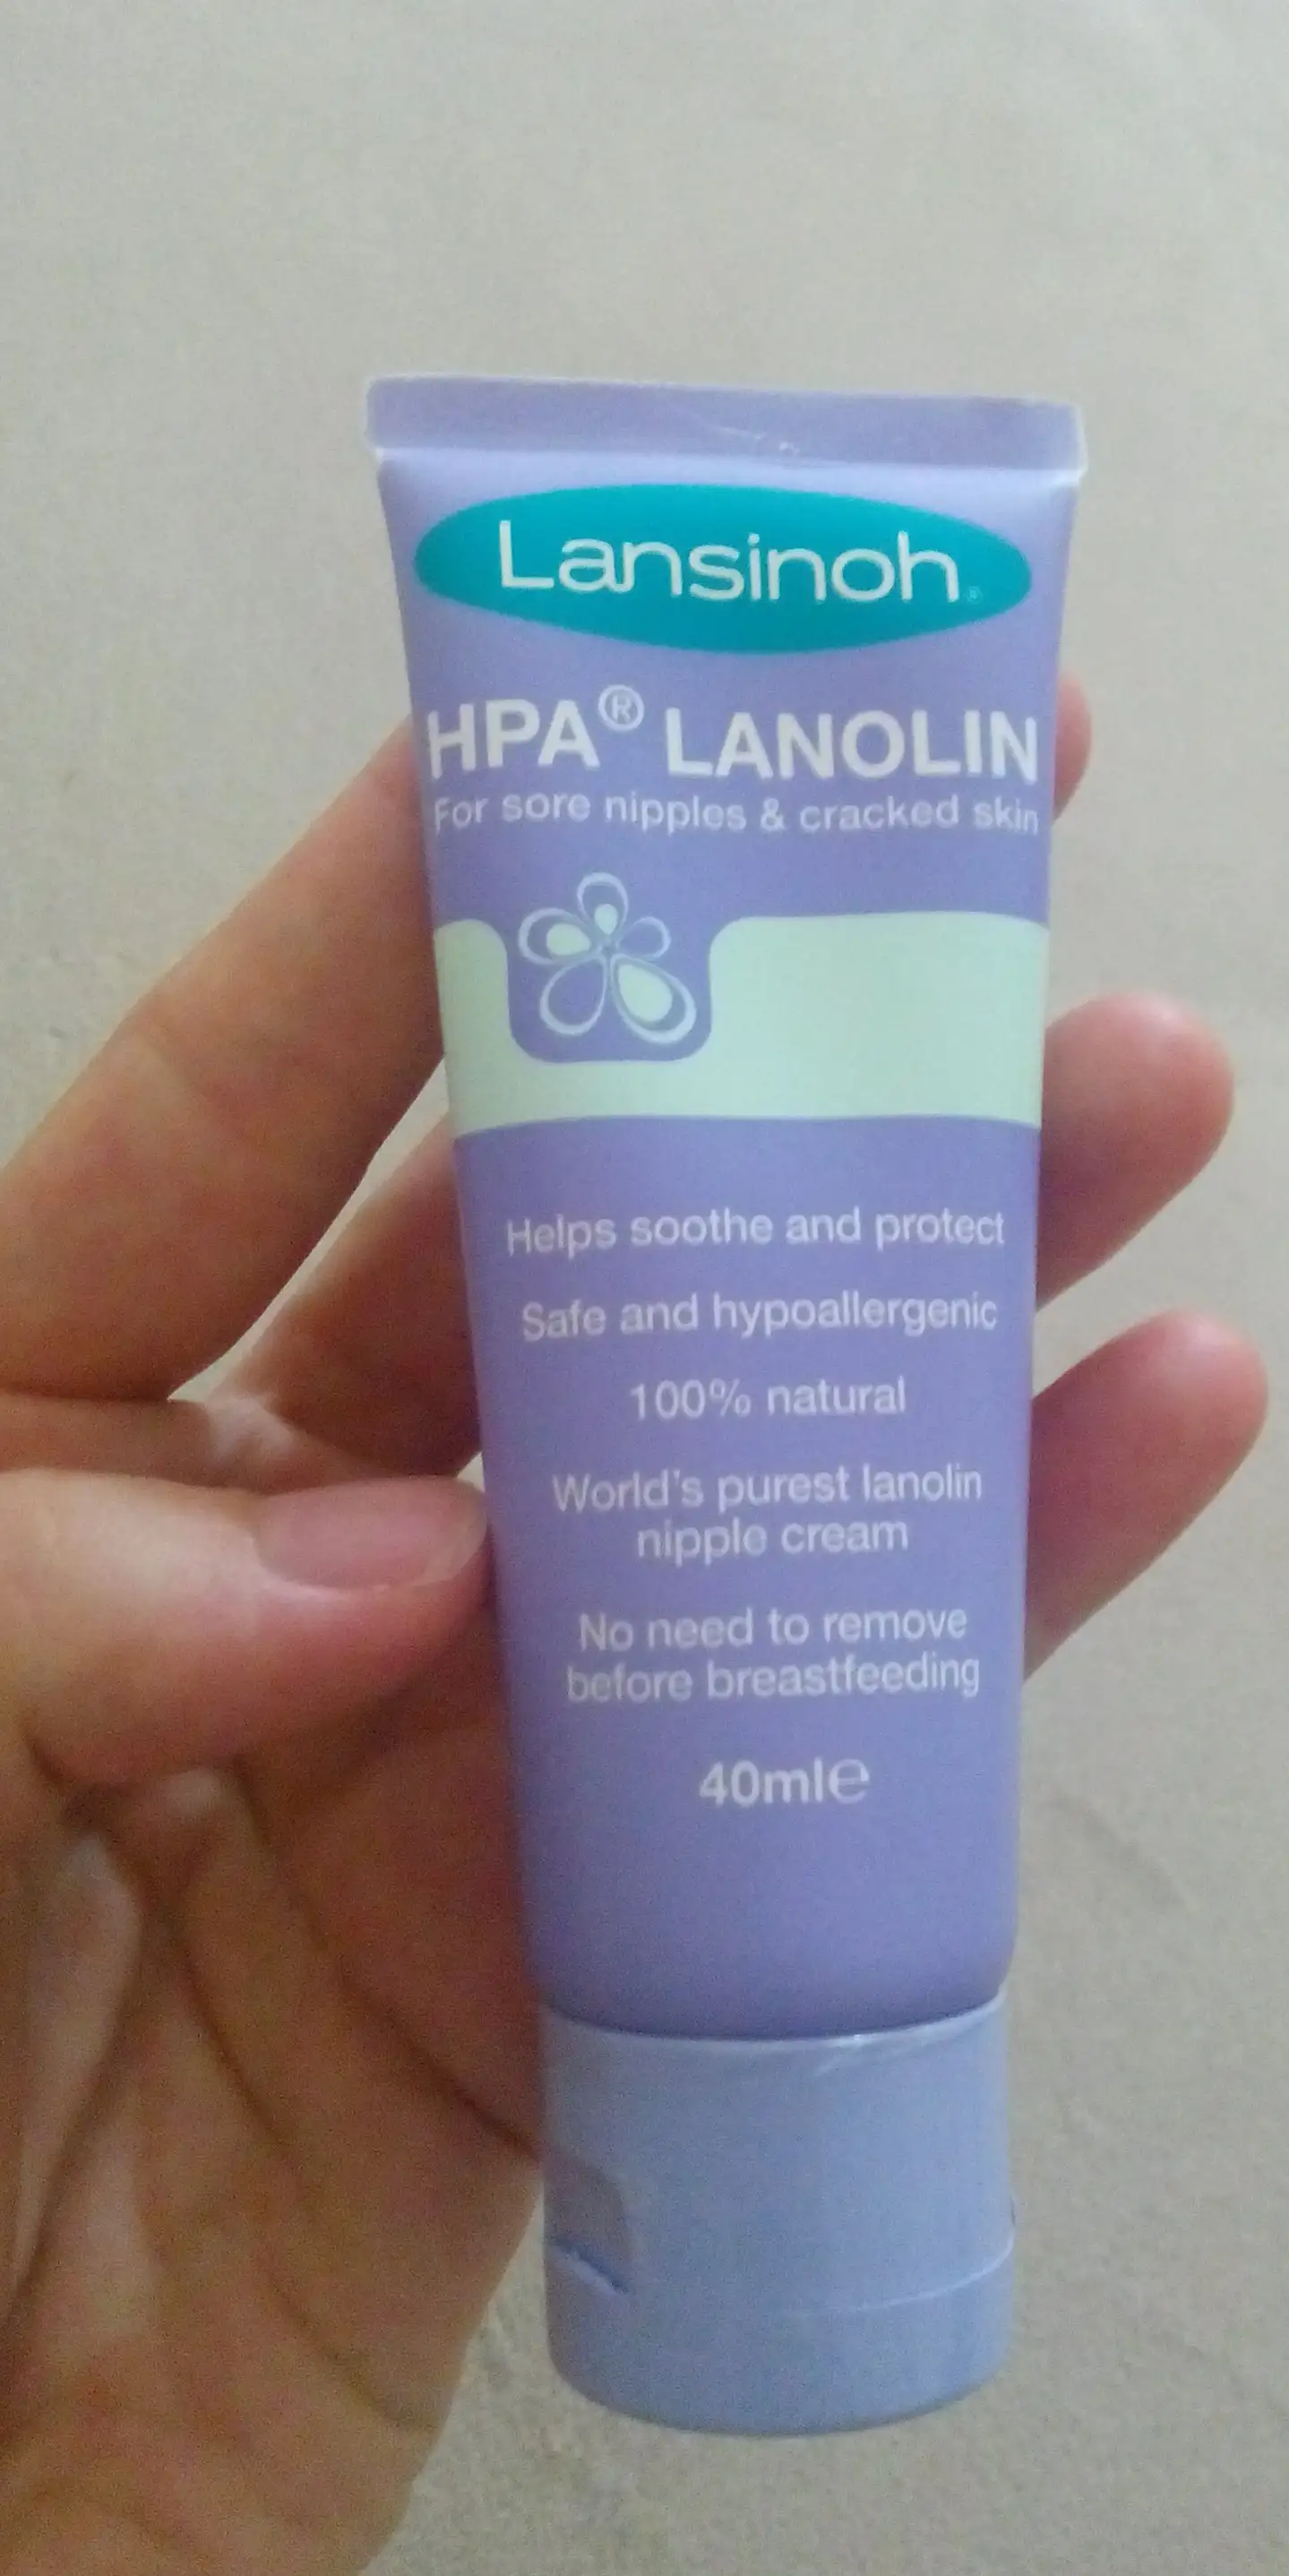 Lansinoh®
HPA® LANOLIN
For sore nipples & cracked skin
Helps soothe and protect
Safe and hypoallergenic
100% natural
World's purest lanolin
nipple cream
No need to remove
before breastfeeding
40ml℮